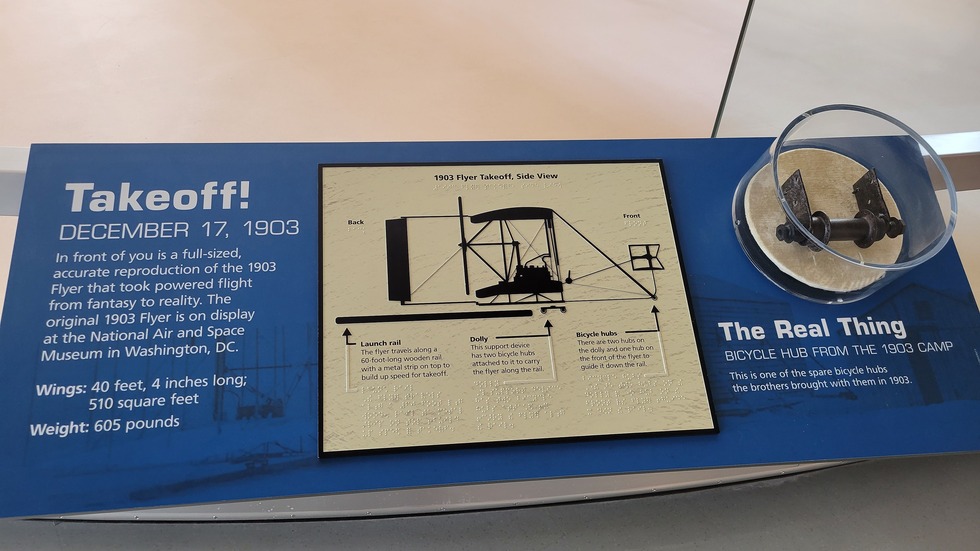 Takeoff!
DECEMBER 17, 1903
In front of you is a full-sized,
accurate reproduction of the 1903
Flyer that took powered flight
from fantasy to reality. The
original 1903 Flyer is on display
at the National Air and Space
Museum in Washington, DC.
Wings: 40 feet, 4 inches long;
510 square feet
Weight: 605 pounds
1903 Flyer Takeoff, Side View
Back
Front
Launch rail
The flyer travels along a
60-foot-long wooden rail
with a metal strip on top to
build up speed for takeoff.
Dolly
This support device
has two bicycle hubs
attached to it to carry
the flyer along the rail.
Bicycle hubs
There are two hubs on
the dolly and one hub on
the front of the flyer to
guide it down the rail.
The Real Thing
BICYCLE HUB FROM THE 1903 CAMP
This is one of the spare bicycle hubs
the brothers brought with them in 1903.